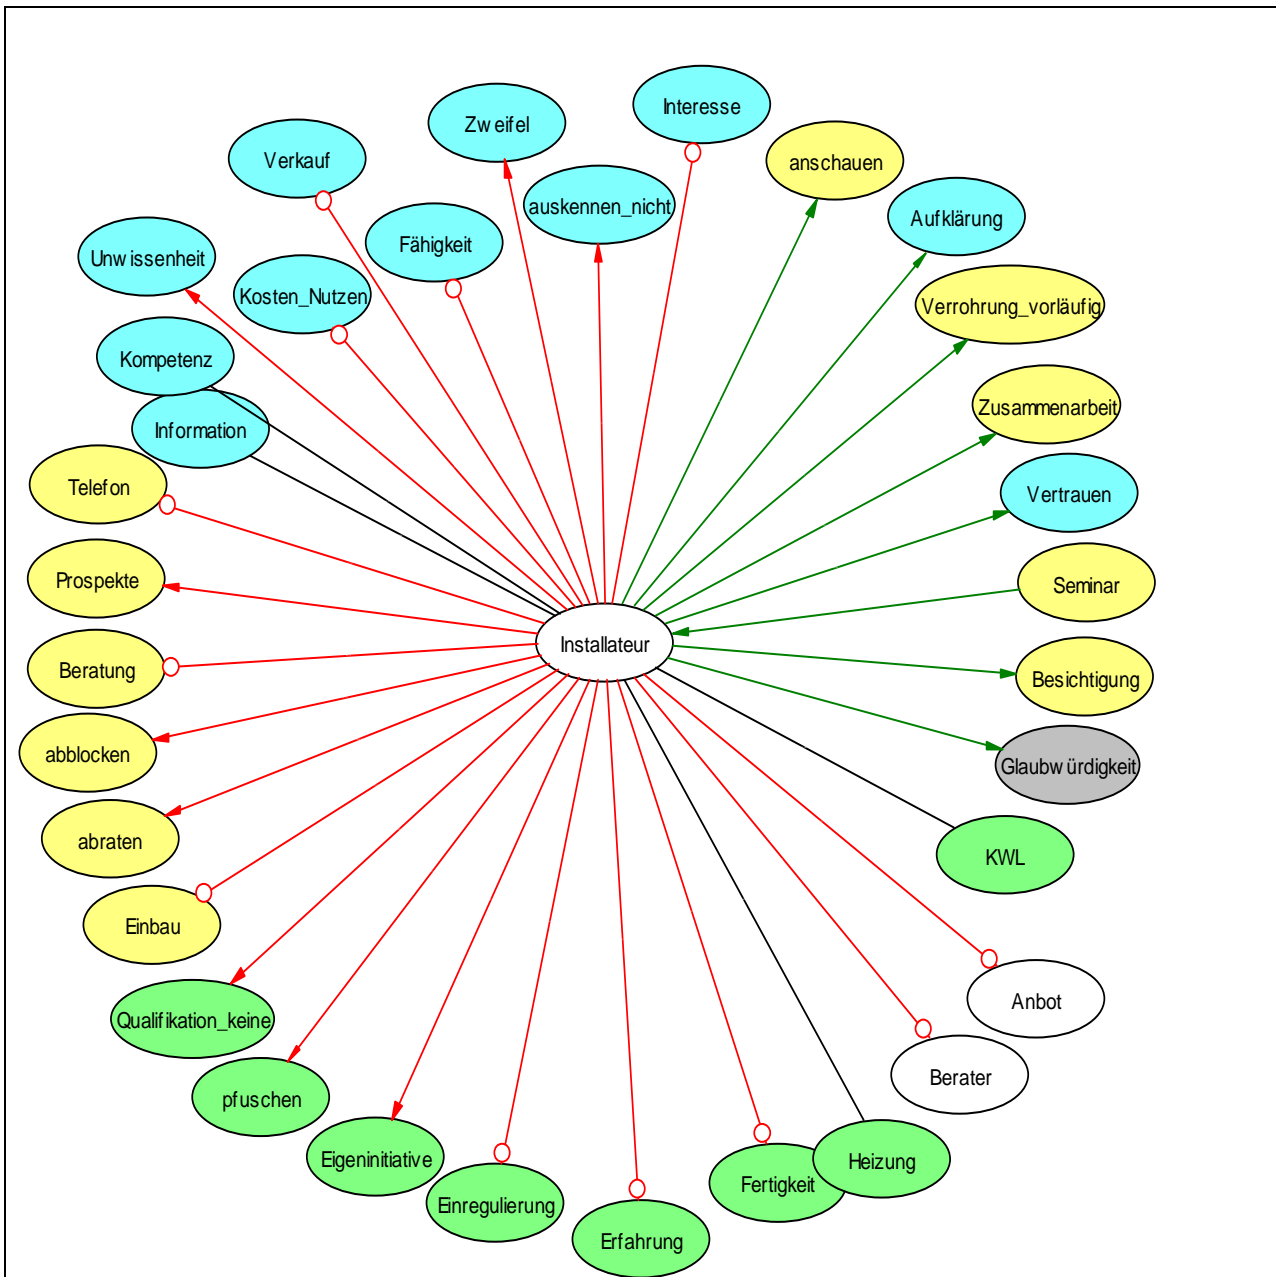 Interesse
Zweifel
Verkauf
anschauen
auskennen_nicht
Aufklärung
Fähigkeit
Unwissenheit
Kosten_Nutzen
Verrohrung_vorläufig
Kompetenz
Zusammenarbeit
Information
Telefon
Vertrauen
Prospekte
Seminar
Installateur
Beratung
Besichtigung
abblocken
Glaubwürdigkeit
abraten
KWL
Einbau
Anbot
Qualifikation_keine
Berater
pfuschen
Eigeninitiative
Heizung
Fertigkeit
Einregulierung
Erfahrung